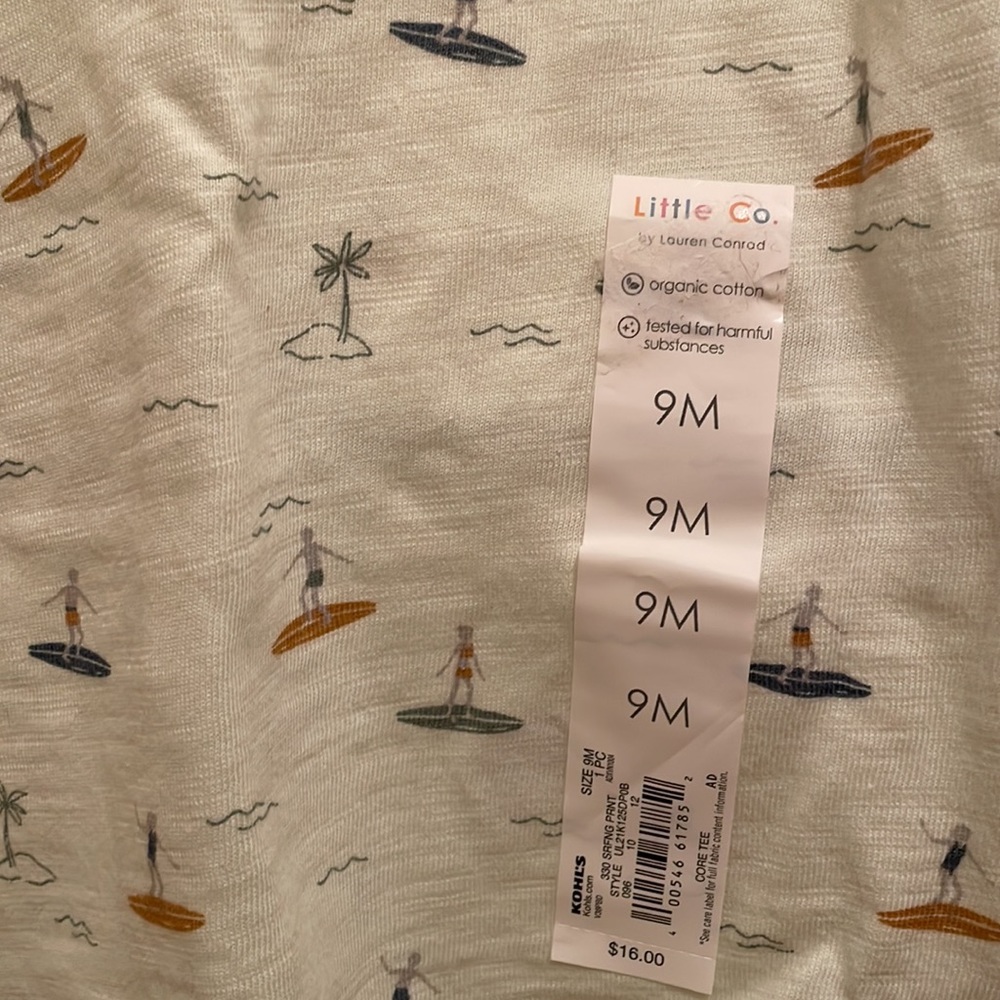 Little Co.
by Lauren Conrad
organic cotton
tested for harmful
substances
9M
9M
9M
9M
SIZE 9M
1 PC
330 SRFNG PRNT
STYLE UL21K125DP0B
096 10 12
KOHL'S
Kohls.com
4 00546 61785 2
CORE TEE AD
*See care label for full fabric content information.
$16.00